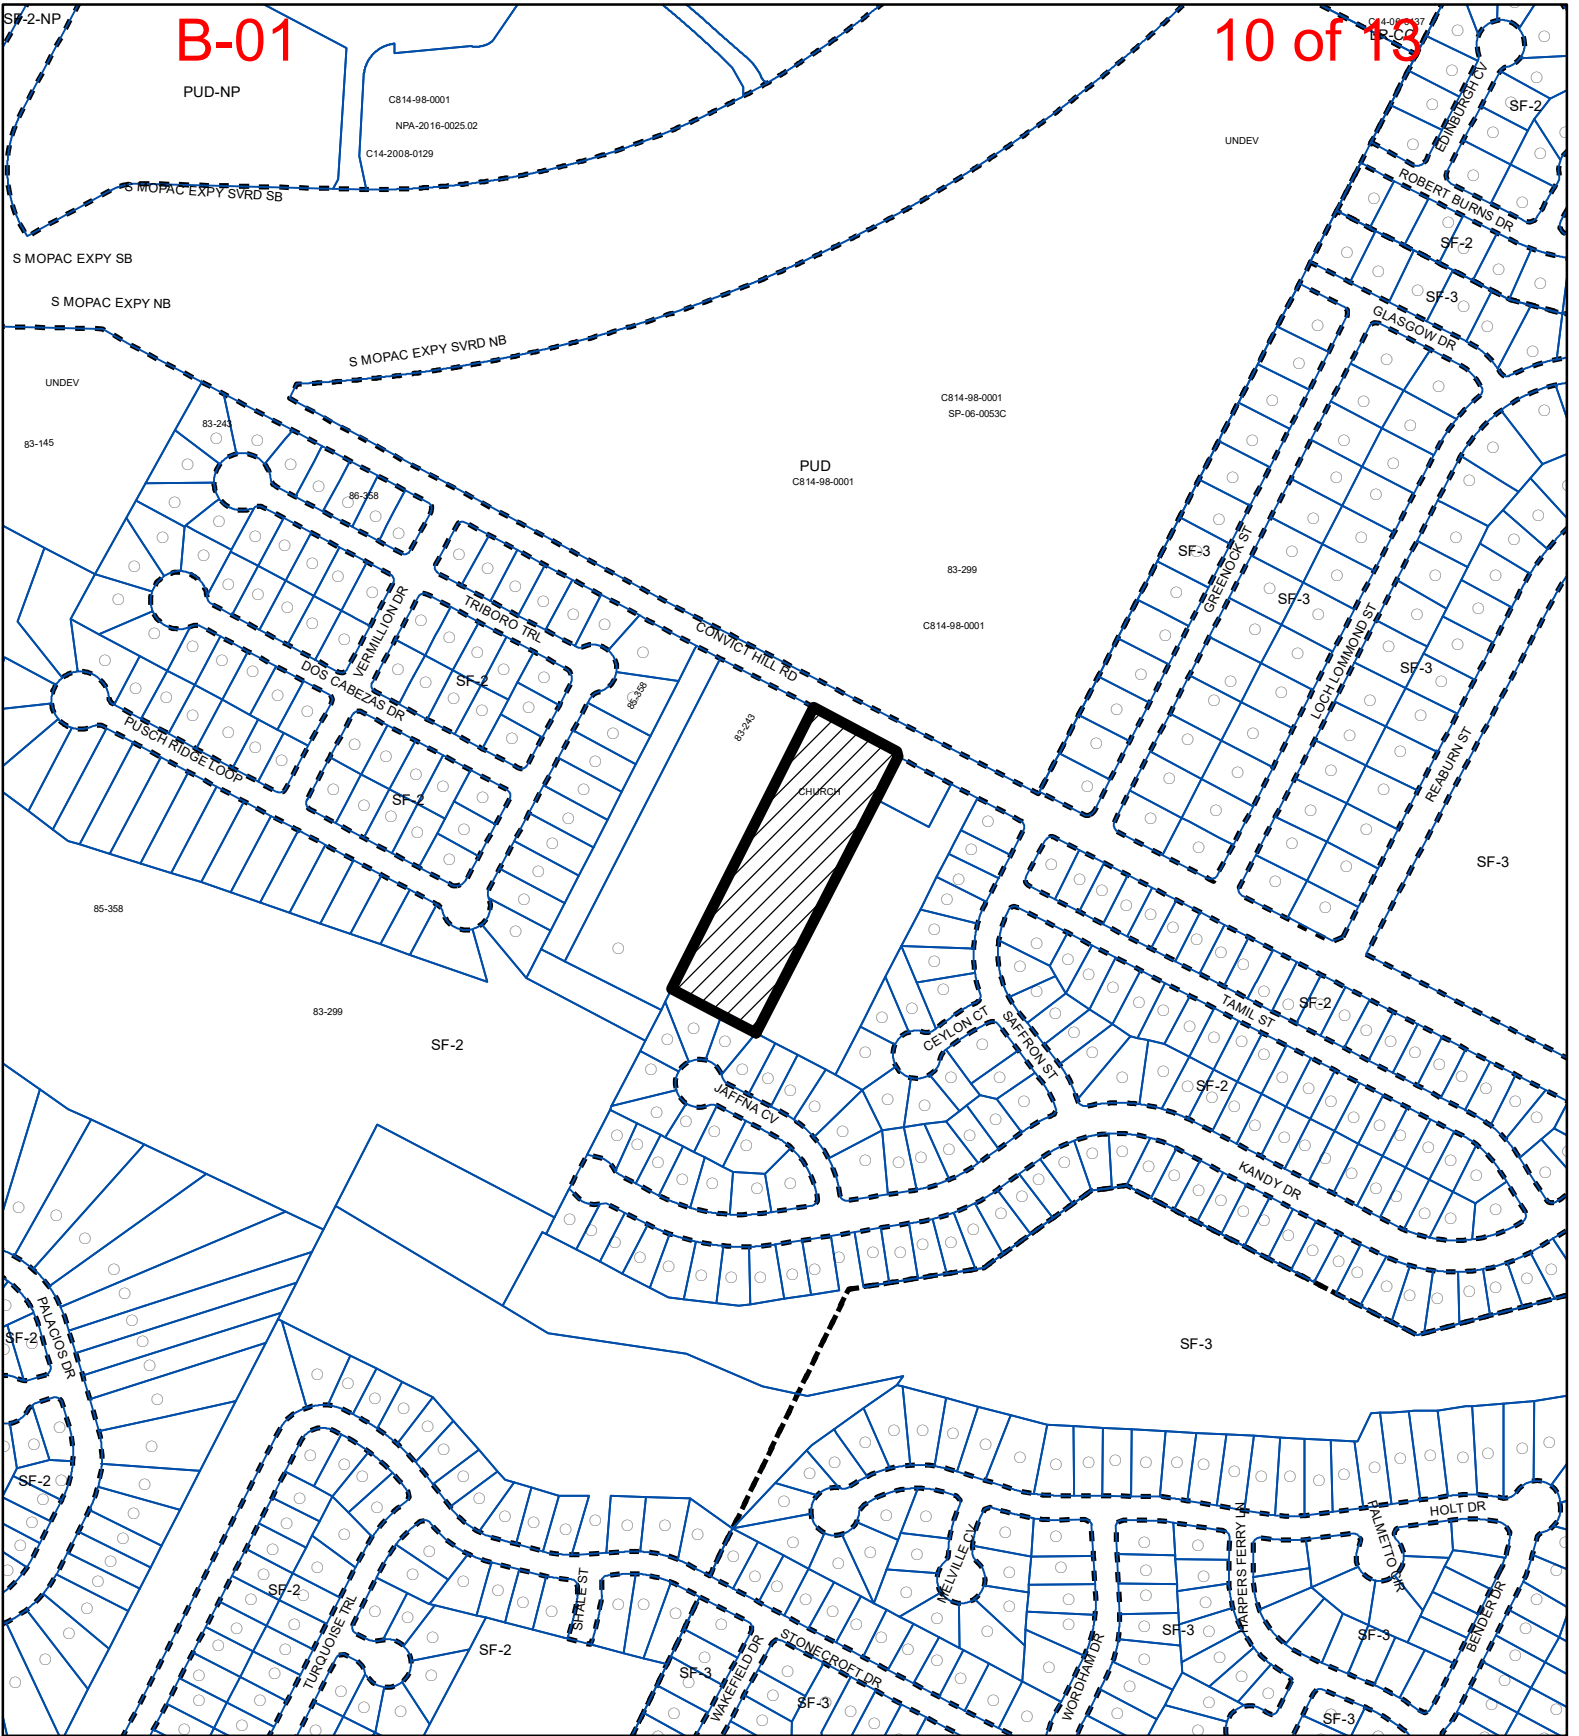 SF-2-NP
B-01
10 of 13
C14-06-0137
LR-CO
PUD-NP
C814-98-0001
NPA-2016-0025.02
C14-2008-0129
UNDEV
EDINBURGH CV
SF-2
S MOPAC EXPY SVRD SB
ROBERT BURNS DR
SF-2
S MOPAC EXPY SB
S MOPAC EXPY NB
SF-3
GLASGOW DR
S MOPAC EXPY SVRD NB
UNDEV
C814-98-0001
SP-06-0053C
83-243
83-145
PUD
C814-98-0001
86-358
SF-3
GREENOCK ST
83-299
SF-3
C814-98-0001
VERMILLION DR
TRIBORO TRL
CONVICT HILL RD
LOCH LOMMOND ST
SF-3
DOS CABEZAS DR
SF-2
85-358
83-243
PUSCH RIDGE LOOP
REABURN ST
SF-2
CHURCH
SF-3
85-358
83-299
SF-2
CEYLON CT
SAFFRON ST
TAMIL ST
SF-2
SF-2
JAFFNA CV
KANDY DR
PALACIOS DR
SF-2
SF-3
SF-2
HOLT DR
PALMETTO CIR
MELVILLE CV
HARPERS FERRY LN
SF-2
SHALE ST
TURQUOISE TRL
BENDER DR
SF-2
STONECROFT DR
SF-3
SF-3
SF-3
WAKEFIELD DR
WORDHAM DR
SF-3
SF-3